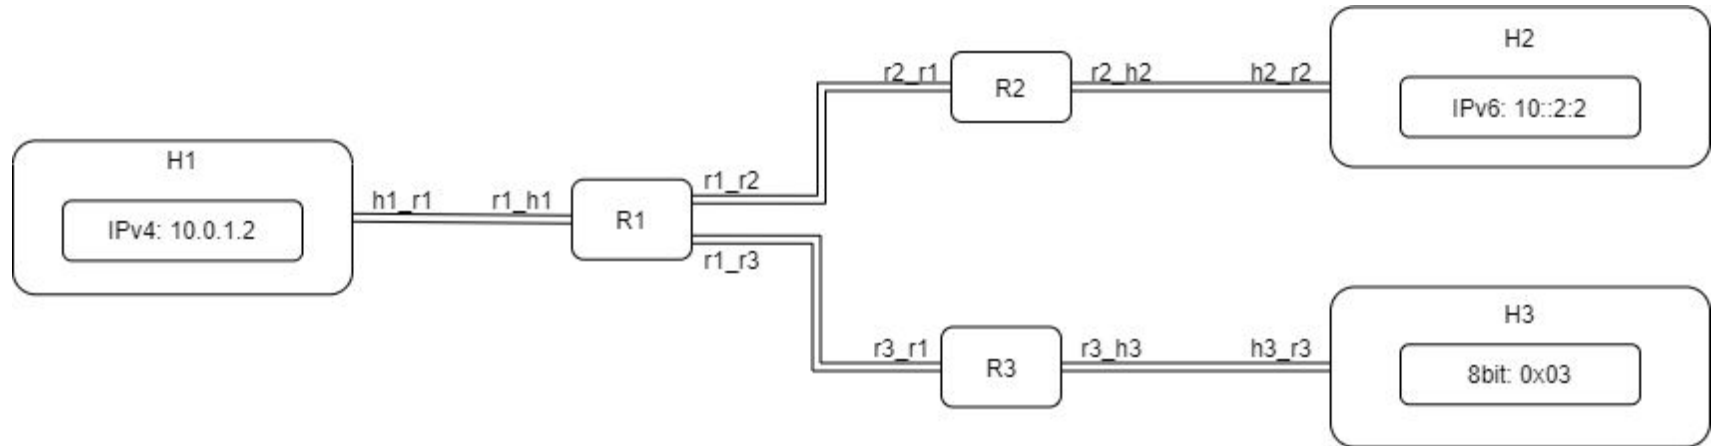 H1
IPv4: 10.0.1.2
h1_r1
r1_h1
R1
r1_r2
r1_r3
r2_r1
R2
r2_h2
h2_r2
H2
IPv6: 10::2:2
r3_r1
R3
r3_h3
h3_r3
H3
8bit: 0x03